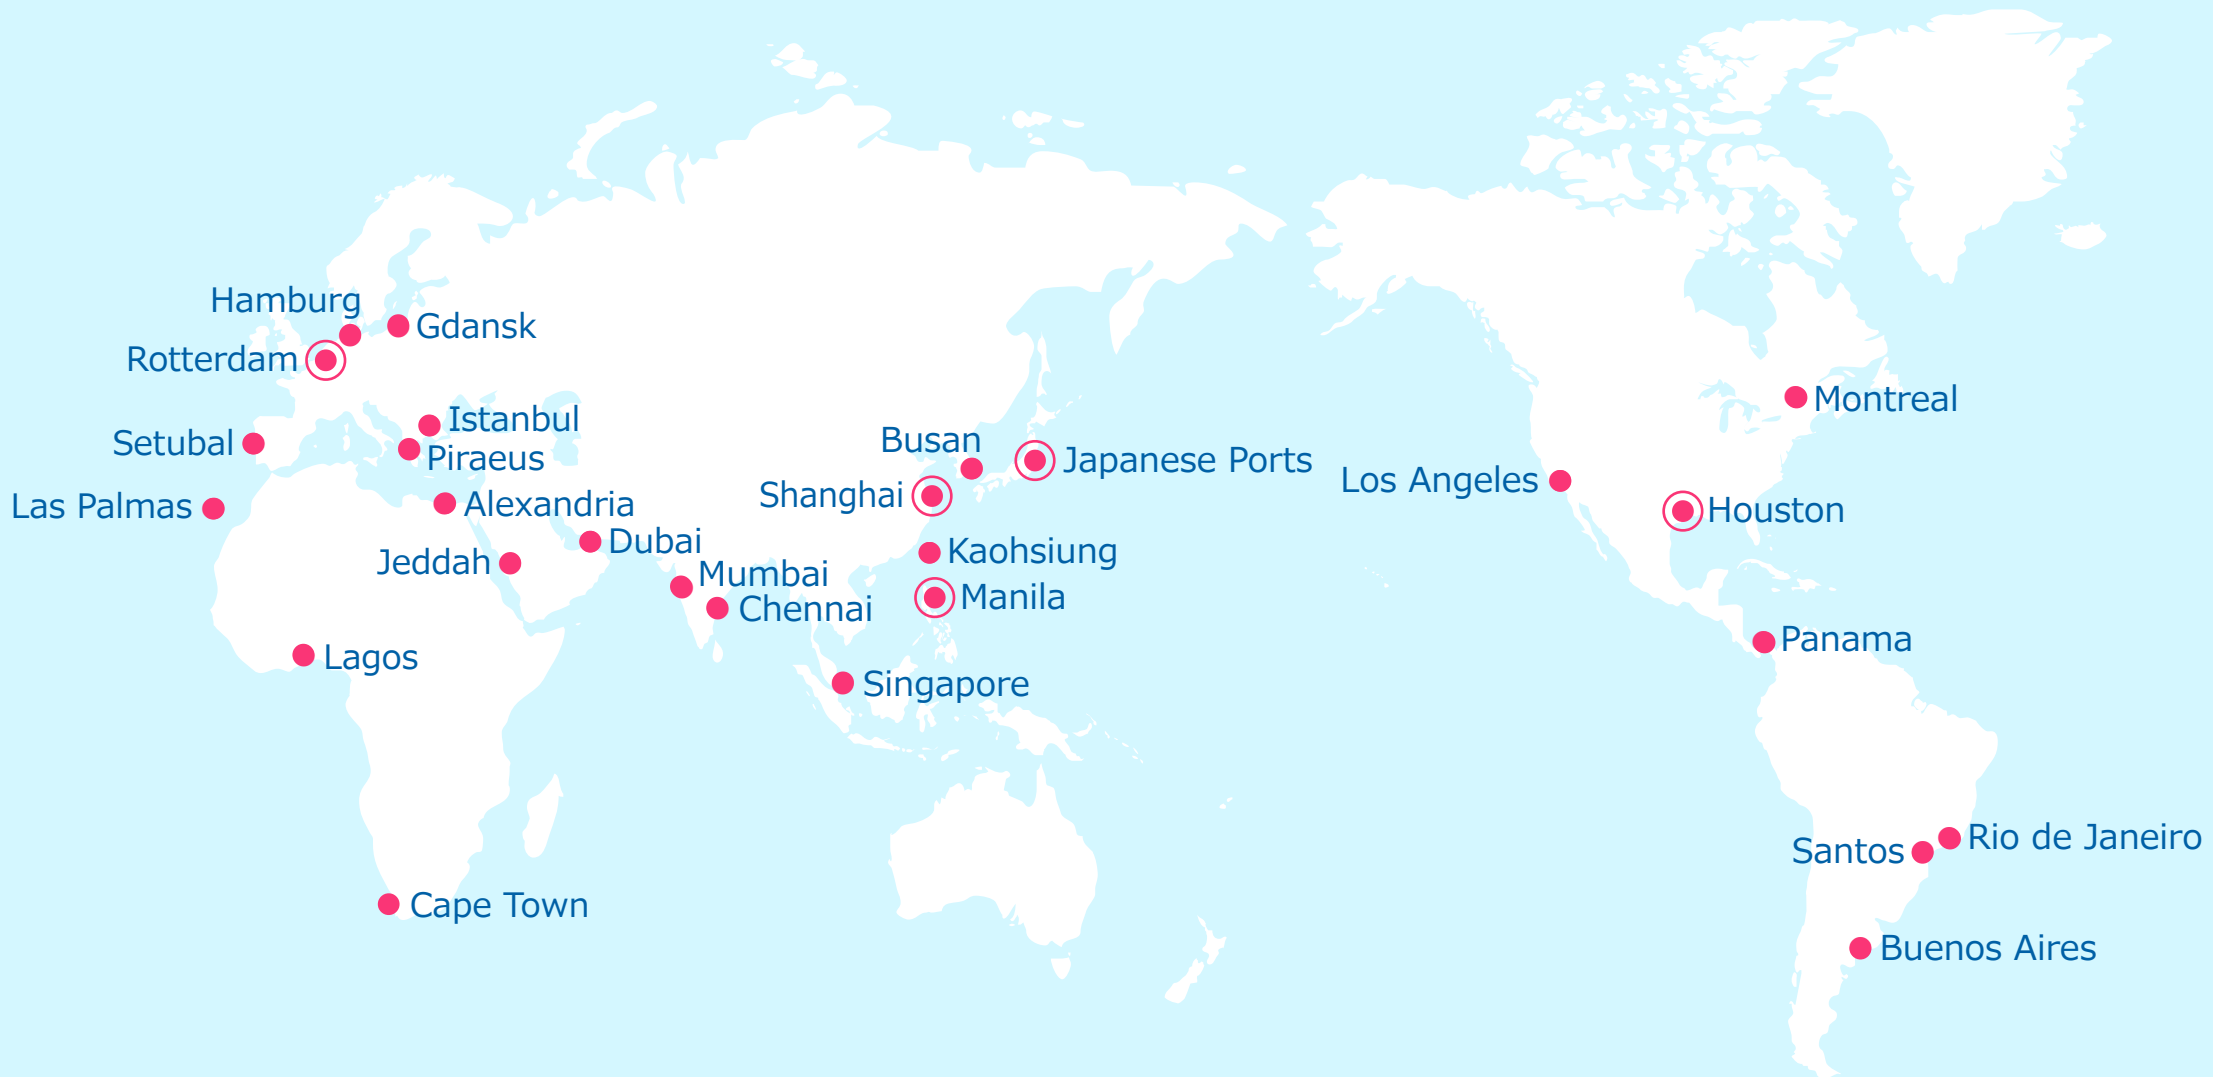 Hamburg
Gdansk
Rotterdam
Istanbul
Setubal
Piraeus
Las Palmas
Alexandria
Dubai
Jeddah
Mumbai
Chennai
Lagos
Cape Town
Busan
Japanese Ports
Shanghai
Kaohsiung
Manila
Singapore
Montreal
Los Angeles
Houston
Panama
Rio de Janeiro
Santos
Buenos Aires